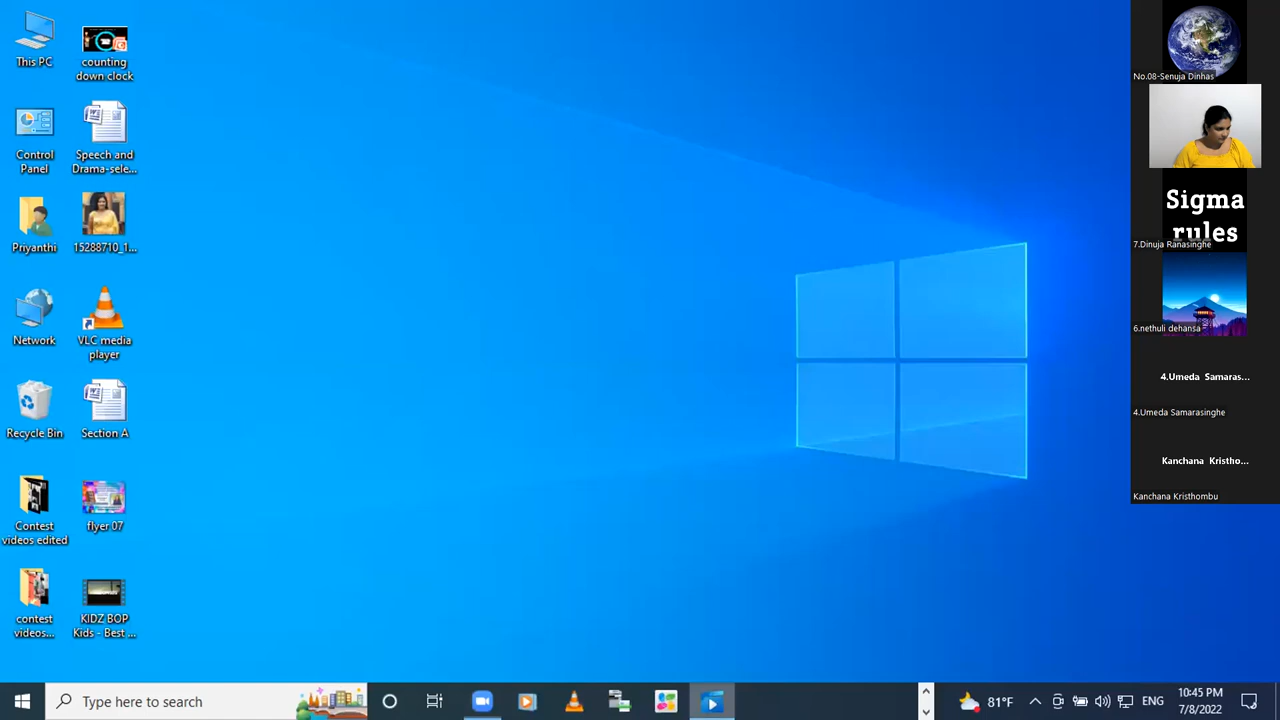 This PC
counting
down clock
Control
Panel
Speech and
Drama-sele...
Priyanthi
15288710_1...
Network
VLC media
player
Recycle Bin
Section A
Contest
videos edited
flyer 07
contest
videos...
KIDZ BOP
Kids - Best ...
No.08-Senuja Dinhas
Sigma
rules
7.Dinuja Ranasinghe
6.nethuli dehansa
4.Umeda Samaras...
4.Umeda Samarasinghe
Kanchana Kristho...
Kanchana Kristhombu
Type here to search
81°F
ENG
10:45 PM
7/8/2022